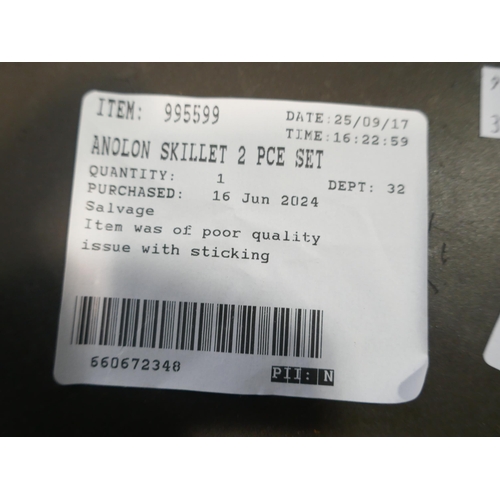 ITEM: 995599
DATE:25/09/17
TIME:16:22:59
ANOLON SKILLET 2 PCE SET
QUANTITY: 1
DEPT: 32
PURCHASED: 16 Jun 2024
Salvage
Item was of poor quality
issue with sticking
660672348
PII: N